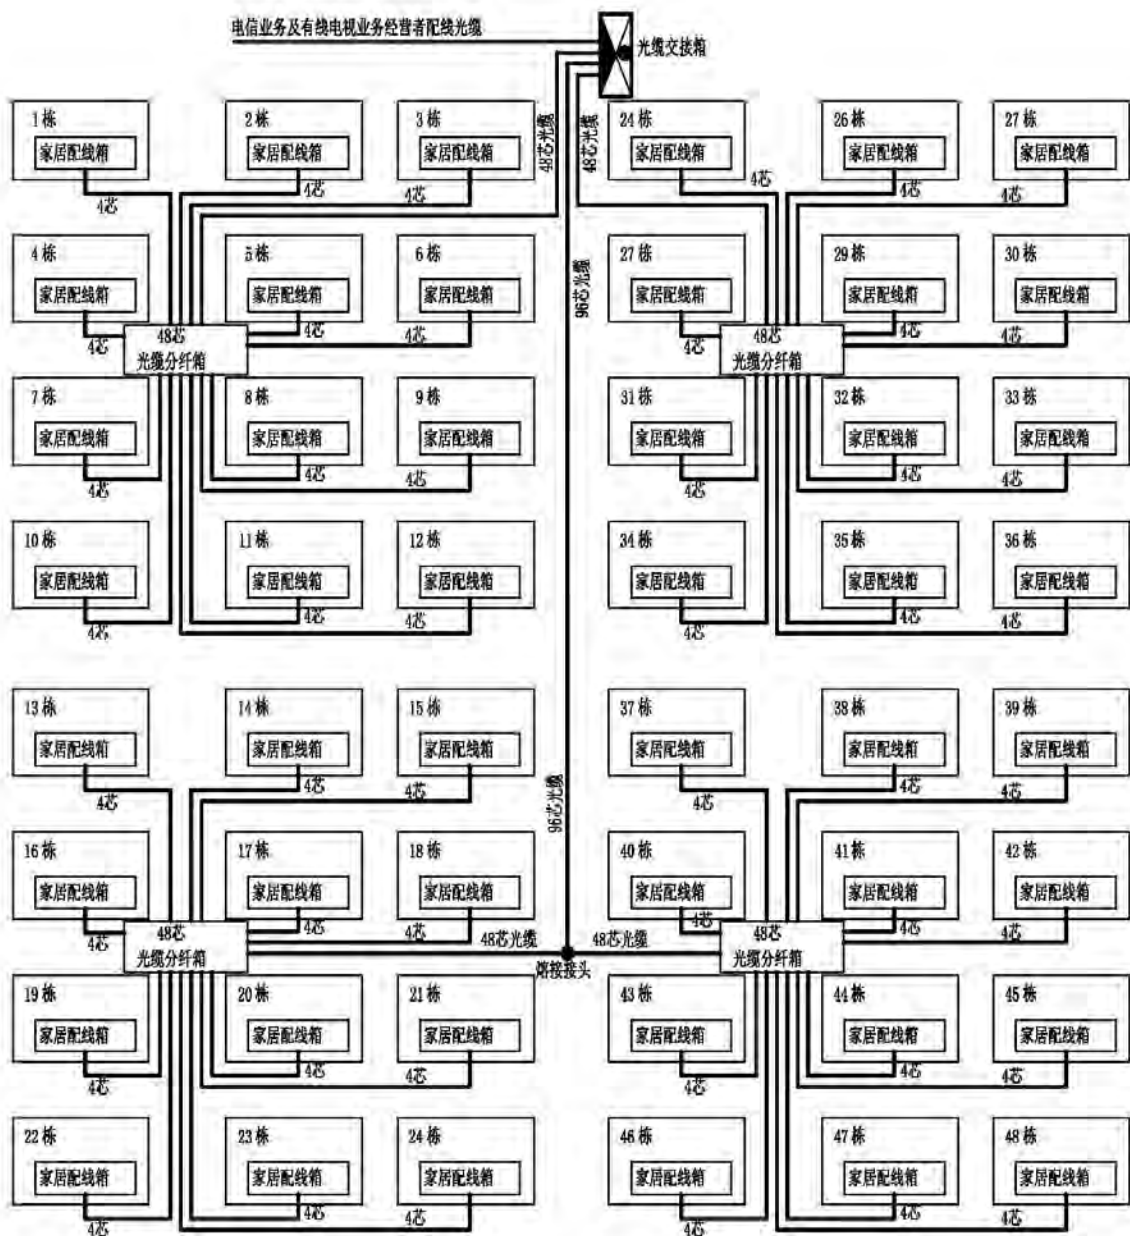 电信业务及有线电视业务经营者配线光缆
光缆交接箱
48芯光缆
48芯光缆
96芯光缆
1栋
家居配线箱
4芯
2栋
家居配线箱
4芯
3栋
家居配线箱
4芯
24栋
家居配线箱
4芯
26栋
家居配线箱
4芯
27栋
家居配线箱
4芯
4栋
家居配线箱
4芯
5栋
家居配线箱
4芯
6栋
家居配线箱
4芯
27栋
家居配线箱
4芯
29栋
家居配线箱
4芯
30栋
家居配线箱
4芯
48芯
光缆分纤箱
48芯
光缆分纤箱
7栋
家居配线箱
4芯
8栋
家居配线箱
4芯
9栋
家居配线箱
4芯
31栋
家居配线箱
4芯
32栋
家居配线箱
4芯
33栋
家居配线箱
4芯
10栋
家居配线箱
4芯
11栋
家居配线箱
4芯
12栋
家居配线箱
4芯
34栋
家居配线箱
4芯
35栋
家居配线箱
4芯
36栋
家居配线箱
4芯
13栋
家居配线箱
4芯
14栋
家居配线箱
4芯
15栋
家居配线箱
4芯
96芯光缆
37栋
家居配线箱
4芯
38栋
家居配线箱
4芯
39栋
家居配线箱
4芯
16栋
家居配线箱
4芯
17栋
家居配线箱
4芯
18栋
家居配线箱
4芯
40栋
家居配线箱
4芯
41栋
家居配线箱
4芯
42栋
家居配线箱
4芯
48芯
光缆分纤箱
48芯光缆
48芯光缆
熔接接头
48芯
光缆分纤箱
19栋
家居配线箱
4芯
20栋
家居配线箱
4芯
21栋
家居配线箱
4芯
43栋
家居配线箱
4芯
44栋
家居配线箱
4芯
45栋
家居配线箱
4芯
22栋
家居配线箱
4芯
23栋
家居配线箱
4芯
24栋
家居配线箱
4芯
46栋
家居配线箱
4芯
47栋
家居配线箱
4芯
48栋
家居配线箱
4芯